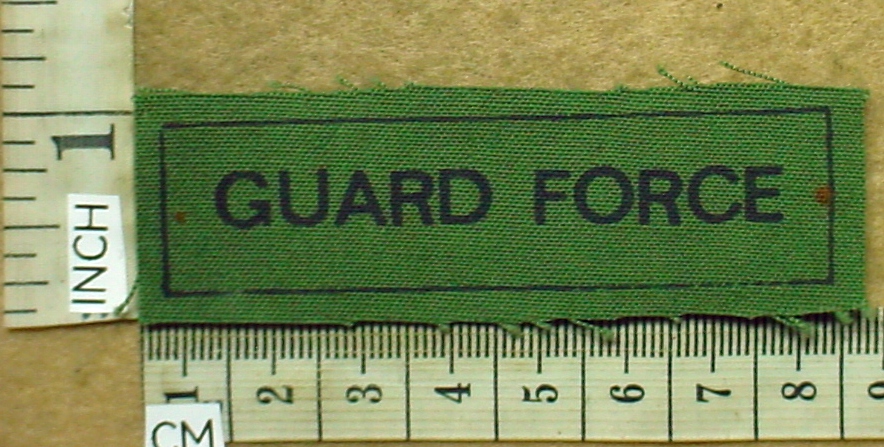 1
INCH
GUARD FORCE
1 2 3 4 5 6 7 8 9
CM